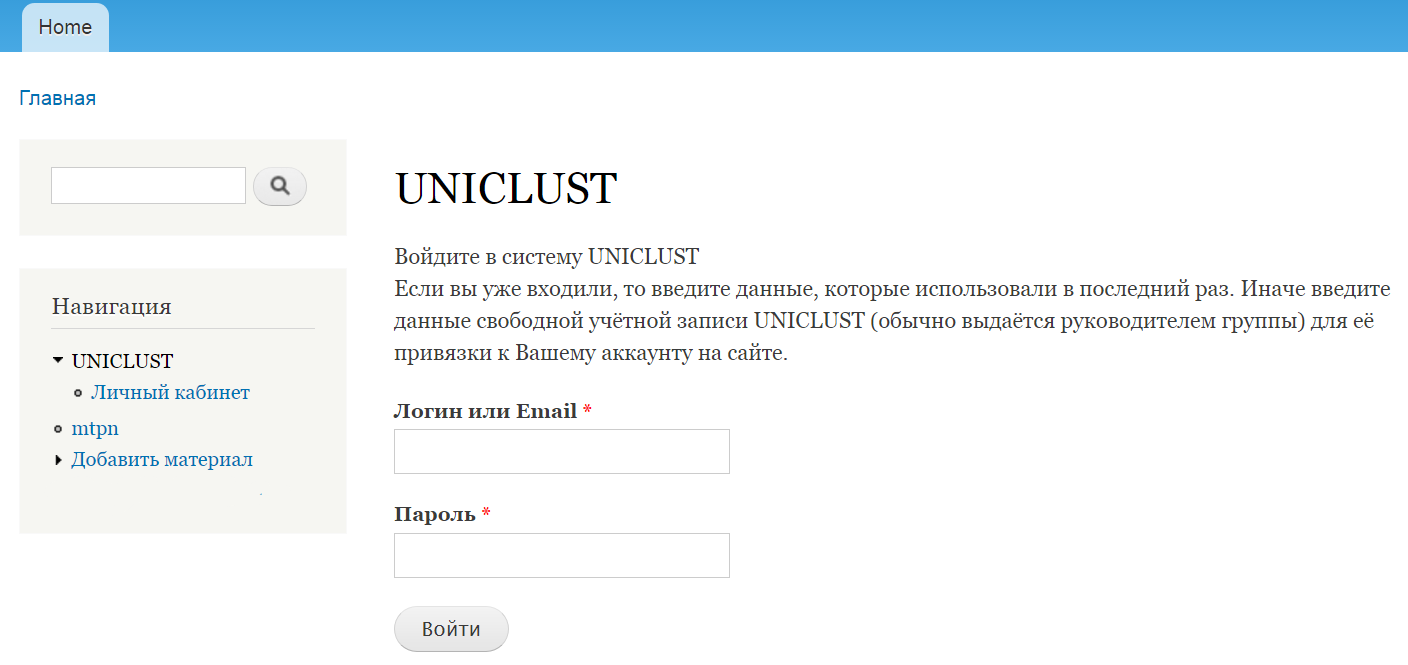 Home
Главная
Навигация
UNICLUST
Личный кабинет
mtpn
Добавить материал
UNICLUST
Войдите в систему UNICLUST
Если вы уже входили, то введите данные, которые использовали в последний раз. Иначе введите
данные свободной учётной записи UNICLUST (обычно выдаётся руководителем группы) для её
привязки к Вашему аккаунту на сайте.
Логин или Email *
Пароль *
Войти